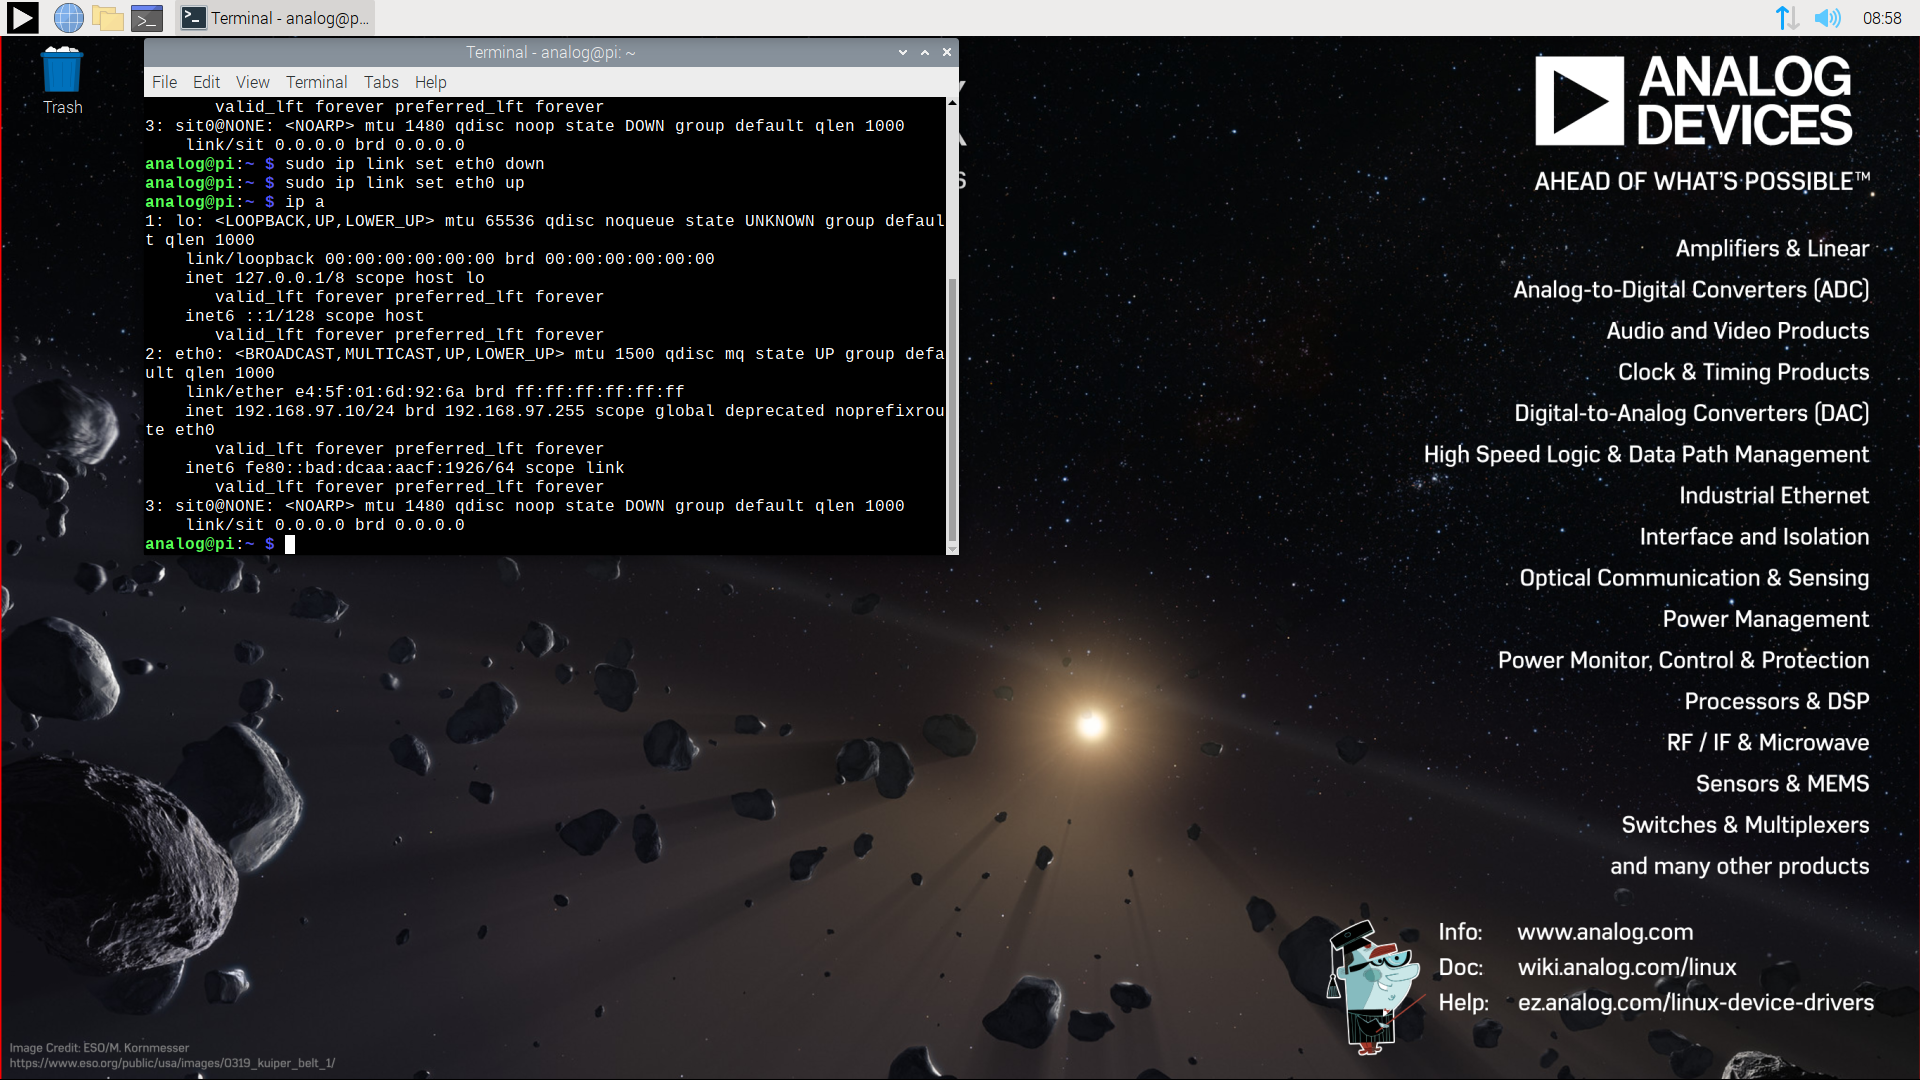 Terminal - analog@p...
08:58
Trash
Terminal - analog@pi: ~
File Edit View Terminal Tabs Help
valid_lft forever preferred_lft forever
3: sit0@NONE: <NOARP> mtu 1480 qdisc noop state DOWN group default qlen 1000
link/sit 0.0.0.0 brd 0.0.0.0
analog@pi:~ $ sudo ip link set eth0 down
analog@pi:~ $ sudo ip link set eth0 up
analog@pi:~ $ ip a
1: lo: <LOOPBACK,UP,LOWER_UP> mtu 65536 qdisc noqueue state UNKNOWN group defaul
t qlen 1000
link/loopback 00:00:00:00:00:00 brd 00:00:00:00:00:00
inet 127.0.0.1/8 scope host lo
valid_lft forever preferred_lft forever
inet6 ::1/128 scope host
valid_lft forever preferred_lft forever
2: eth0: <BROADCAST,MULTICAST,UP,LOWER_UP> mtu 1500 qdisc mq state UP group defa
ult qlen 1000
link/ether e4:5f:01:6d:92:6a brd ff:ff:ff:ff:ff:ff
inet 192.168.97.10/24 brd 192.168.97.255 scope global deprecated noprefixrou
te eth0
valid_lft forever preferred_lft forever
inet6 fe80::bad:dcaa:aacf:1926/64 scope link
valid_lft forever preferred_lft forever
3: sit0@NONE: <NOARP> mtu 1480 qdisc noop state DOWN group default qlen 1000
link/sit 0.0.0.0 brd 0.0.0.0
analog@pi:~ $
ANALOG
DEVICES
AHEAD OF WHAT'S POSSIBLE™
Amplifiers & Linear
Analog-to-Digital Converters (ADC)
Audio and Video Products
Clock & Timing Products
Digital-to-Analog Converters (DAC)
High Speed Logic & Data Path Management
Industrial Ethernet
Interface and Isolation
Optical Communication & Sensing
Power Management
Power Monitor, Control & Protection
Processors & DSP
RF / IF & Microwave
Sensors & MEMS
Switches & Multiplexers
and many other products
Info: www.analog.com
Doc: wiki.analog.com/linux
Help: ez.analog.com/linux-device-drivers
Image Credit: ESO/M. Kornmesser
https://www.eso.org/public/usa/images/0319_kuiper_belt_1/